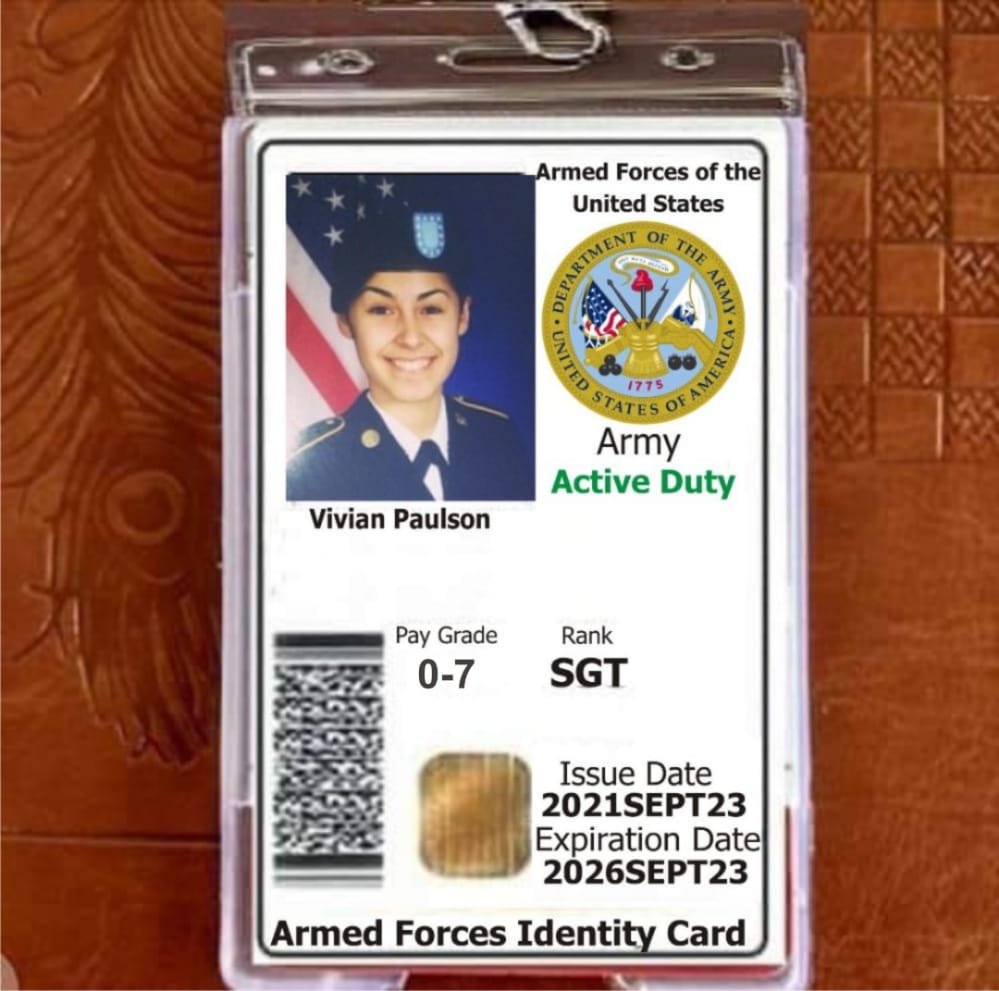 Armed Forces of the
United States
DEPARTMENT OF THE ARMY
UNITED STATES OF AMERICA
1775
Army
Active Duty
Vivian Paulson
Pay Grade Rank
0-7 SGT
Issue Date
2021SEPT23
Expiration Date
2026SEPT23
Armed Forces Identity Card